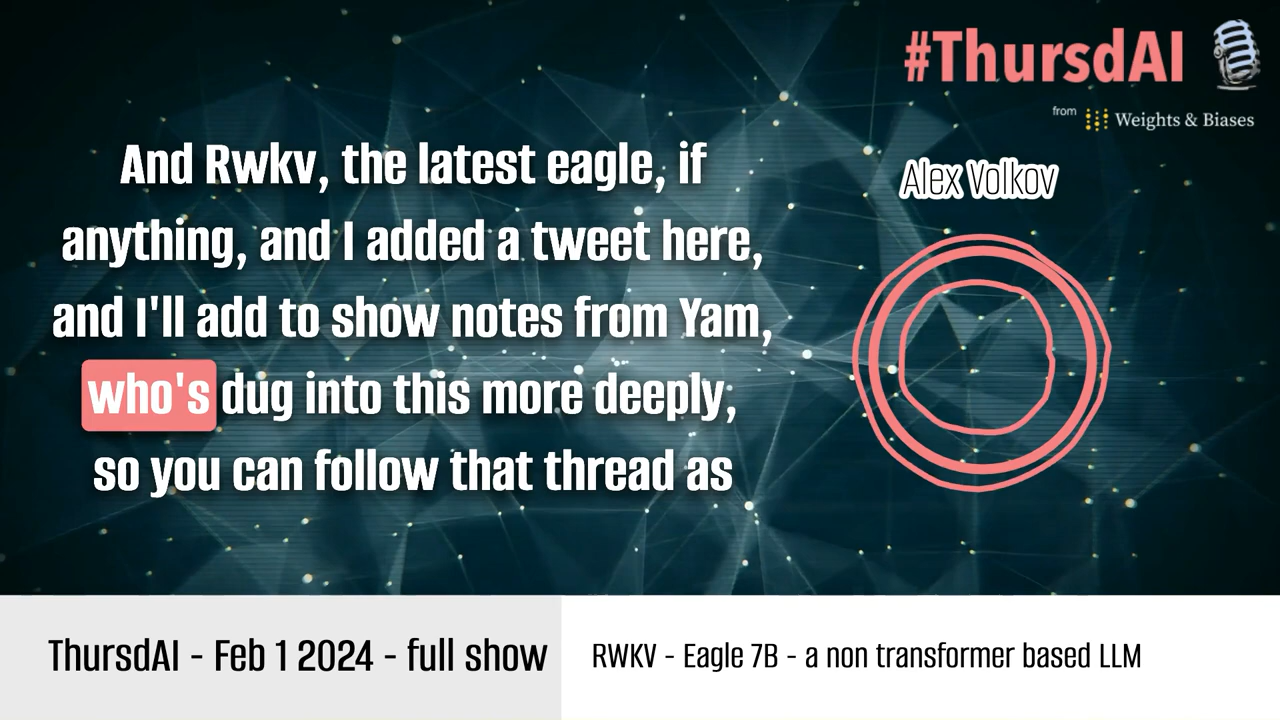 #ThursdAI
from Weights & Biases
Alex Volkov
And Rwkv, the latest eagle, if
anything, and I added a tweet here,
and I'll add to show notes from Yam,
who's dug into this more deeply;
so you can follow that thread as
ThursdAI - Feb 1 2024 - full show
RWKV - Eagle 7B - a non transformer based LLM